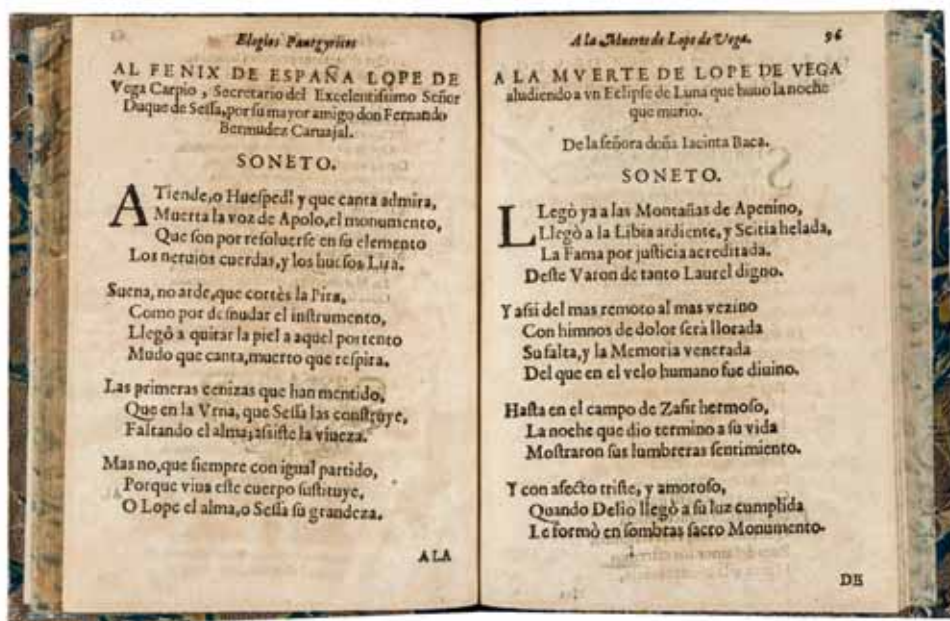 Elogios Panegyricos
AL FENIX DE ESPAÑA LOPE DE
Vega Carpio, Secretario del Excelentissimo Señor
Duque de Sessa, por su mayor amigo don Fernando
Bermudez Caruajal.
SONETO.
ATiende, o Huesped! y que canta admira,
Muerta la voz de Apolo, el monumento,
Que son por resoluerse en su elemento
Los neruios cuerdas, y los huesos Lira.
Suena, no arde, que cortès la Pira,
Como por desnudar el instrumento,
Llegò a quitar la piel a aquel portento
Mudo que canta, muerto que respira.
Las primeras cenizas que han mentido,
Que en la Vrna, que Sessa las construye,
Faltando el alma, assiste la viueza.
Mas no, que siempre con igual partido,
Porque viua este cuerpo sustituye,
O Lope el alma, o Sessa su grandeza.
A LA
A la Muerte de Lope de Vega. 96
A LA MVERTE DE LOPE DE VEGA
aludiendo a vn Eclipse de Luna que huuo la noche
que murio.
De la señora doña Iacinta Baca.
SONETO.
LLegò ya a las Montañas de Apenino,
Llegò a la Libia ardiente, y Scitia helada,
La Fama por justicia acreditada.
Deste Varon de tanto Laurel digno.
Y assi del mas remoto al mas vezino
Con himnos de dolor serà llorada
Su falta, y la Memoria venerada
Del que en el velo humano fue diuino.
Hasta en el campo de Zafir hermoso,
La noche que dio termino a su vida
Mostraron sus lumbreras sentimiento.
Y con afecto triste, y amoroso,
Quando Delio llegò a su luz cumplida
Le formò en sombras sacro Monumento.
DE